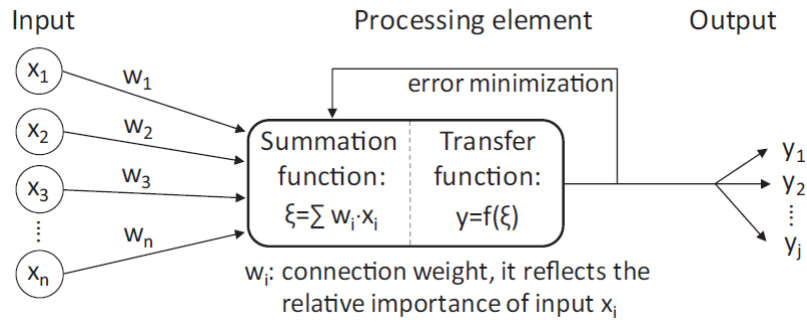 Input Processing element Output
error minimization
x₁ w₁
x₂ w₂
x₃ w₃
xₙ wₙ
Summation
function:
ξ=∑ wᵢ·xᵢ
Transfer
function:
y=f(ξ)
y₁
y₂
yⱼ
wᵢ: connection weight, it reflects the
relative importance of input xᵢ